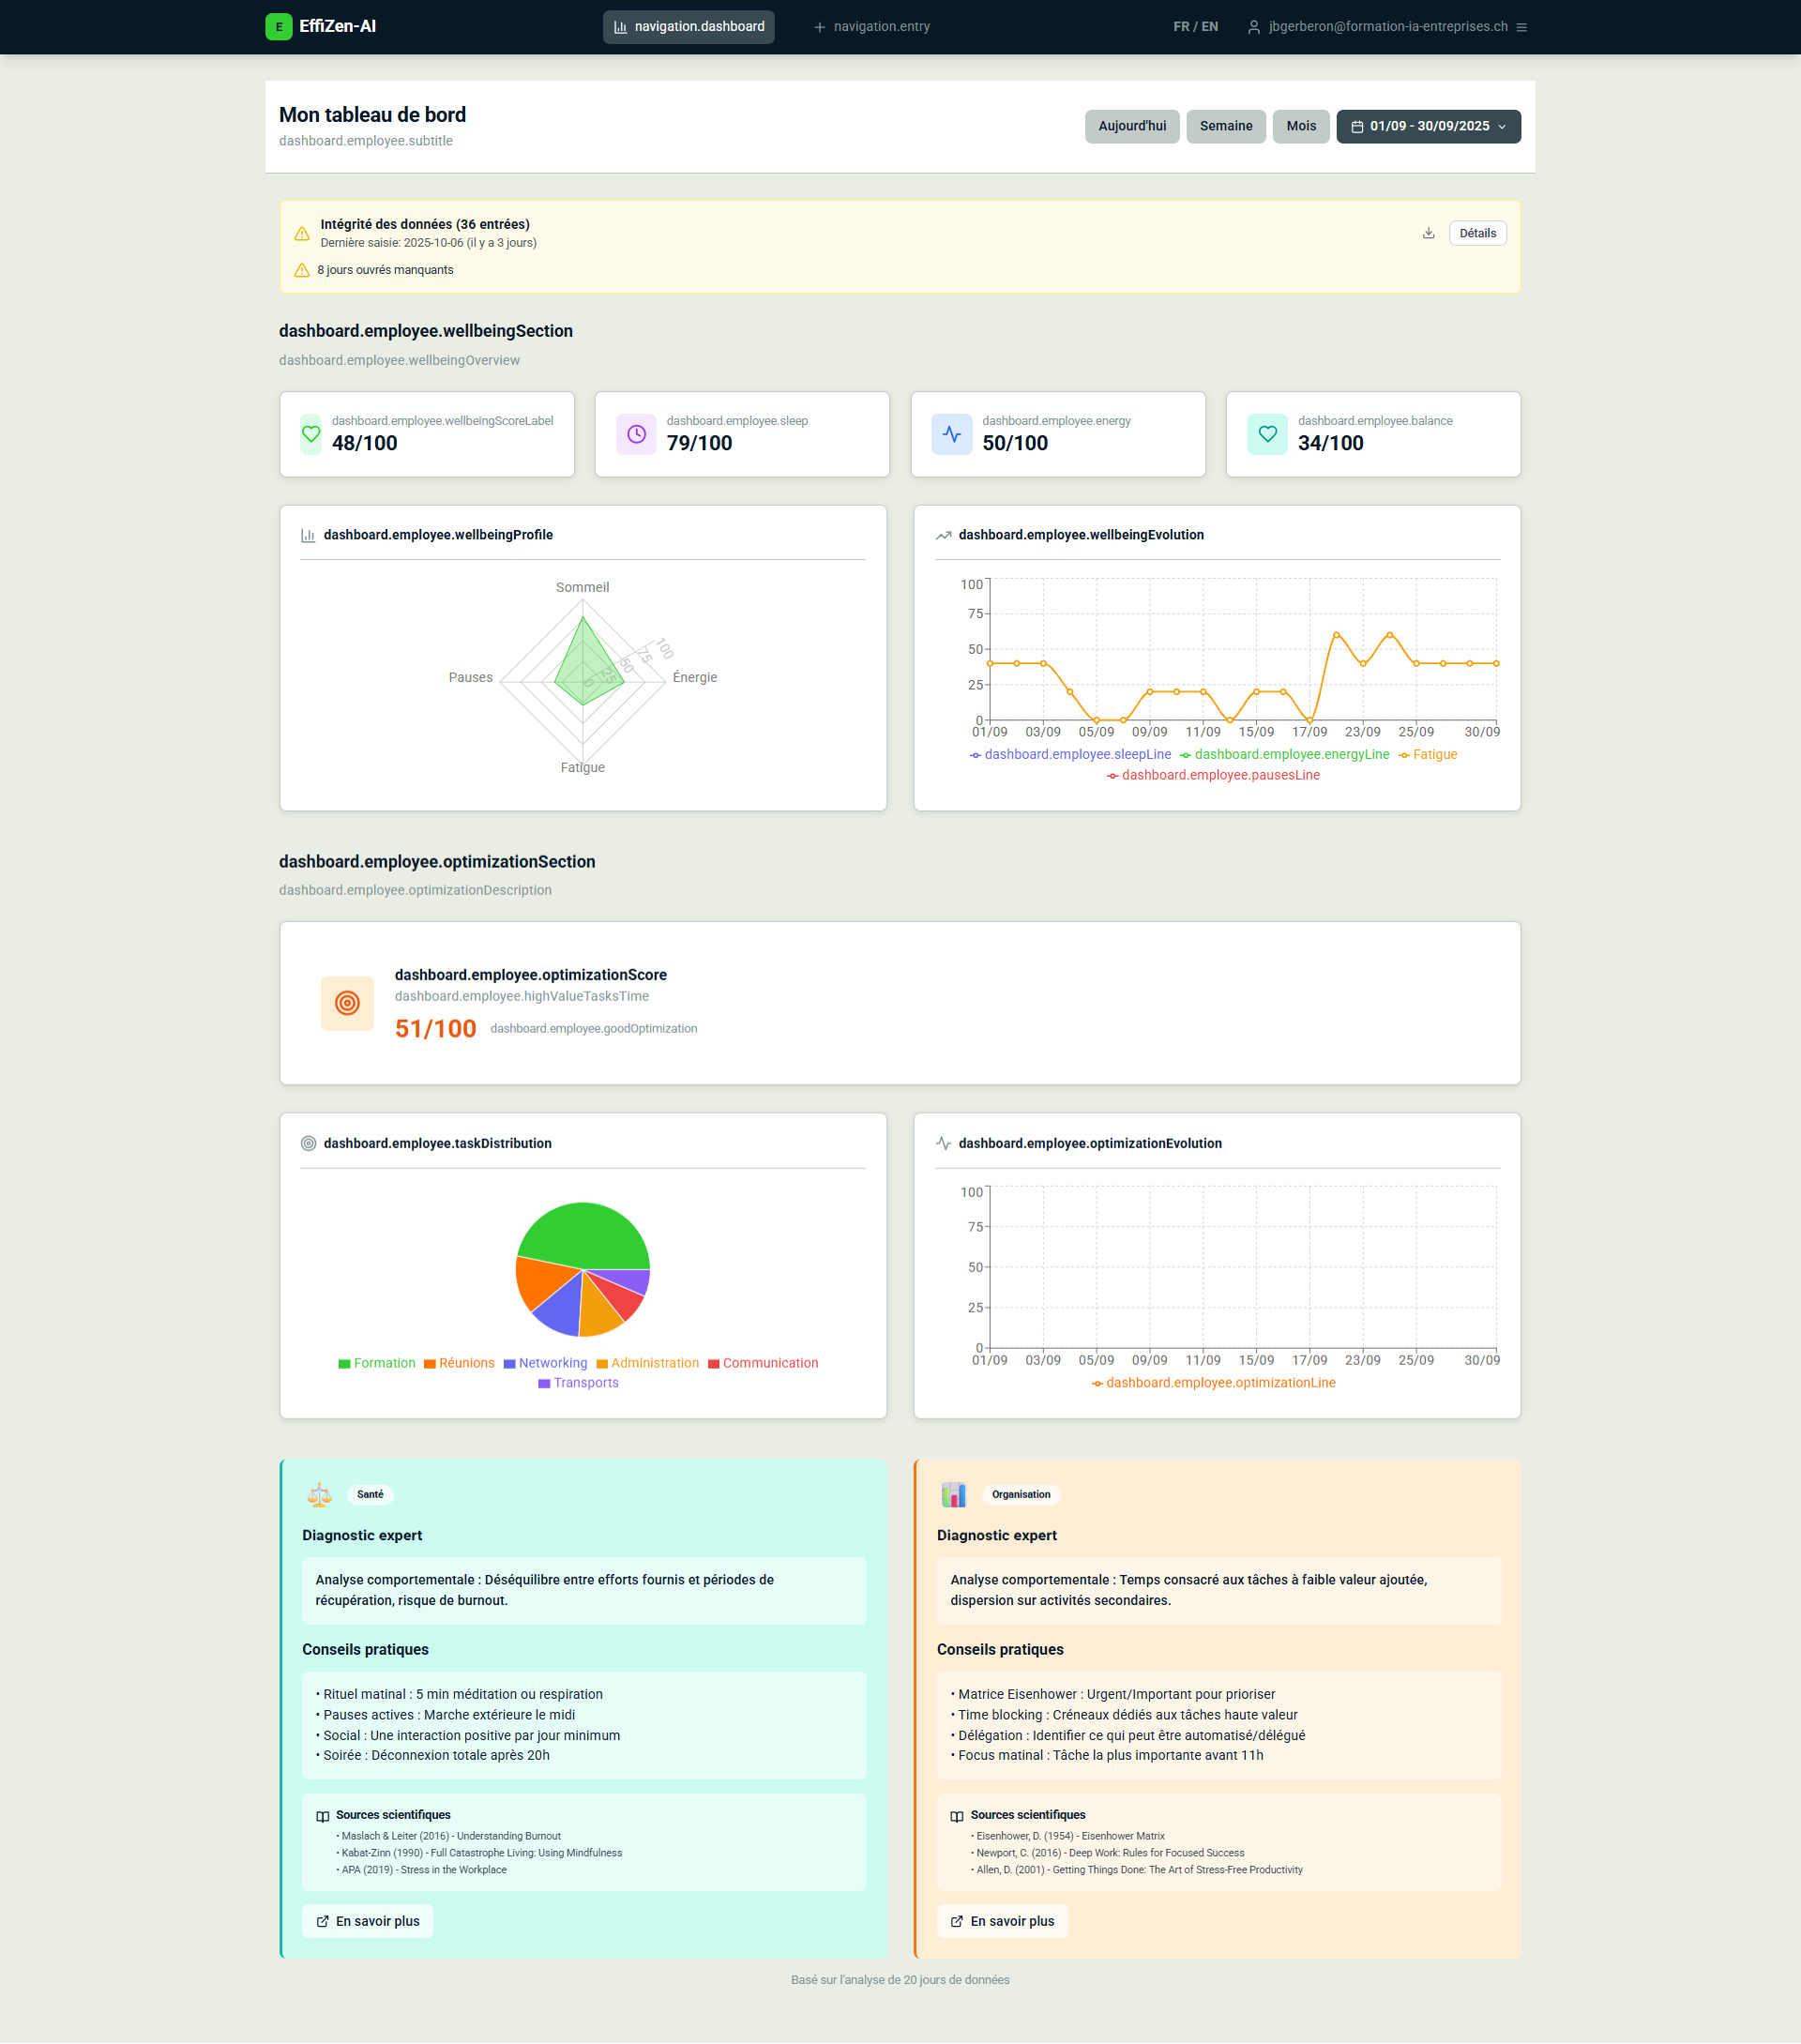 E EffiZen-AI
navigation.dashboard
navigation.entry
FR / EN
jbgerberon@formation-ia-entreprises.ch
Mon tableau de bord
dashboard.employee.subtitle
Aujourd'hui
Semaine
Mois
01/09 - 30/09/2025
Intégrité des données (36 entrées)
Dernière saisie: 2025-10-06 (il y a 3 jours)
Détails
8 jours ouvrés manquants
dashboard.employee.wellbeingSection
dashboard.employee.wellbeingOverview
dashboard.employee.wellbeingScoreLabel
48/100
dashboard.employee.sleep
79/100
dashboard.employee.energy
50/100
dashboard.employee.balance
34/100
dashboard.employee.wellbeingProfile
Sommeil
Pauses
Énergie
Fatigue
0 25 50 75 100
dashboard.employee.wellbeingEvolution
100
75
50
25
0
01/09 03/09 05/09 09/09 11/09 15/09 17/09 23/09 25/09 30/09
dashboard.employee.sleepLine dashboard.employee.energyLine Fatigue
dashboard.employee.pausesLine
dashboard.employee.optimizationSection
dashboard.employee.optimizationDescription
dashboard.employee.optimizationScore
dashboard.employee.highValueTasksTime
51/100 dashboard.employee.goodOptimization
dashboard.employee.taskDistribution
Formation Réunions Networking Administration Communication
Transports
dashboard.employee.optimizationEvolution
100
75
50
25
0
01/09 03/09 05/09 09/09 11/09 15/09 17/09 23/09 25/09 30/09
dashboard.employee.optimizationLine
Santé
Diagnostic expert
Analyse comportementale : Déséquilibre entre efforts fournis et périodes de
récupération, risque de burnout.
Conseils pratiques
• Rituel matinal : 5 min méditation ou respiration
• Pauses actives : Marche extérieure le midi
• Social : Une interaction positive par jour minimum
• Soirée : Déconnexion totale après 20h
Sources scientifiques
• Maslach & Leiter (2016) - Understanding Burnout
• Kabat-Zinn (1990) - Full Catastrophe Living: Using Mindfulness
• APA (2019) - Stress in the Workplace
En savoir plus
Organisation
Diagnostic expert
Analyse comportementale : Temps consacré aux tâches à faible valeur ajoutée,
dispersion sur activités secondaires.
Conseils pratiques
• Matrice Eisenhower : Urgent/Important pour prioriser
• Time blocking : Créneaux dédiés aux tâches haute valeur
• Délégation : Identifier ce qui peut être automatisé/délégué
• Focus matinal : Tâche la plus importante avant 11h
Sources scientifiques
• Eisenhower, D. (1954) - Eisenhower Matrix
• Newport, C. (2016) - Deep Work: Rules for Focused Success
• Allen, D. (2001) - Getting Things Done: The Art of Stress-Free Productivity
En savoir plus
Basé sur l'analyse de 20 jours de données